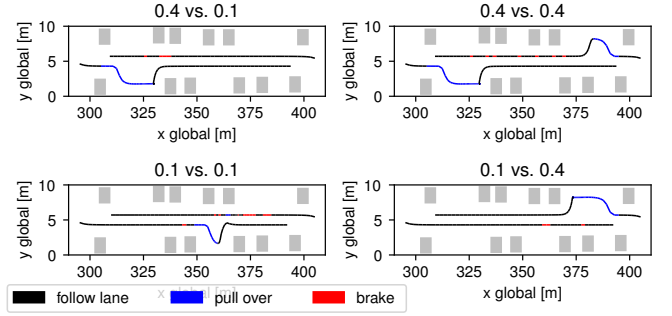 0.4 vs. 0.1
0.4 vs. 0.4
y global [m]
10
5
0
300
325
350
375
400
x global [m]
y global [m]
10
5
0
300
325
350
375
400
x global [m]
0.1 vs. 0.1
0.1 vs. 0.4
y global [m]
10
5
0
300
325
350
375
400
x global [m]
y global [m]
10
5
0
300
325
350
375
400
x global [m]
follow lane
pull over
brake